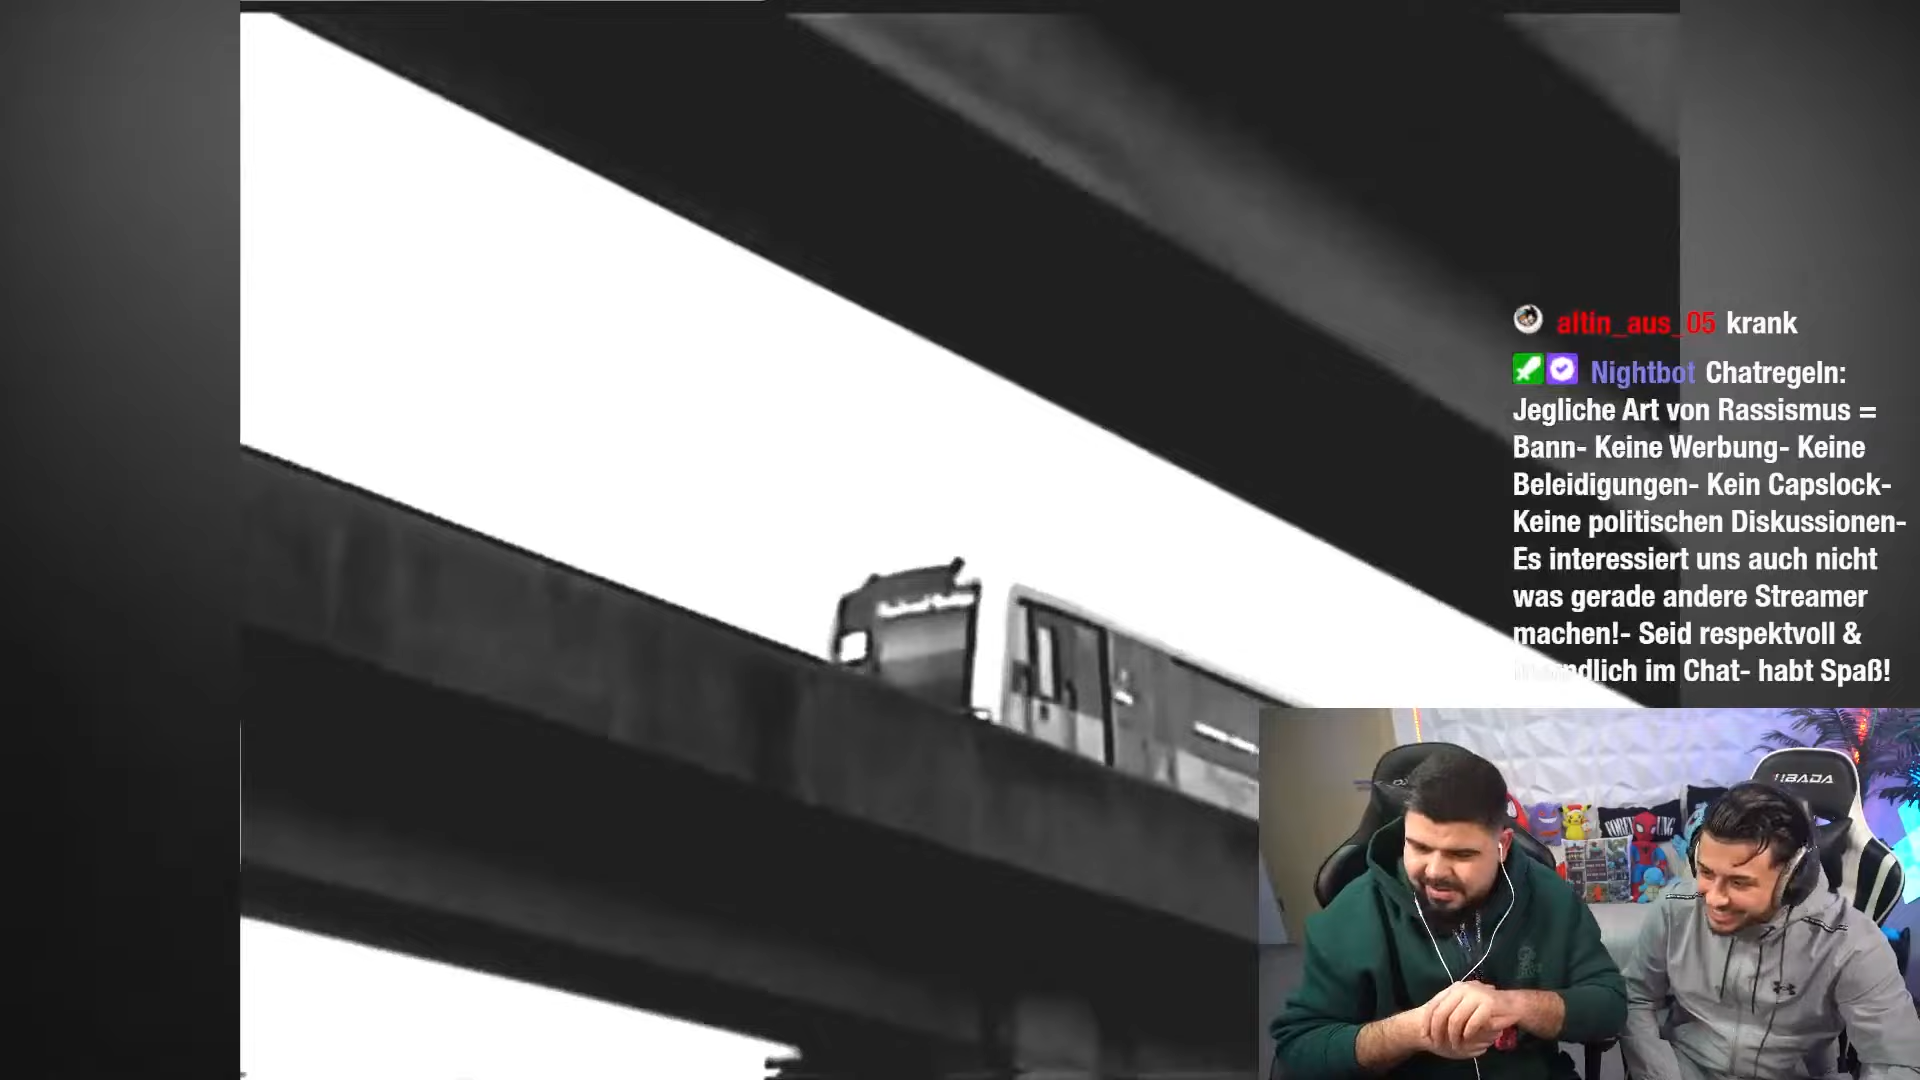 altin_aus_05 krank
Nightbot Chatregeln:
Jegliche Art von Rassismus =
Bann- Keine Werbung- Keine
Beleidigungen- Kein Capslock-
Keine politischen Diskussionen-
Es interessiert uns auch nicht
was gerade andere Streamer
machen!- Seid respektvoll &
im Chat- habt Spaß!